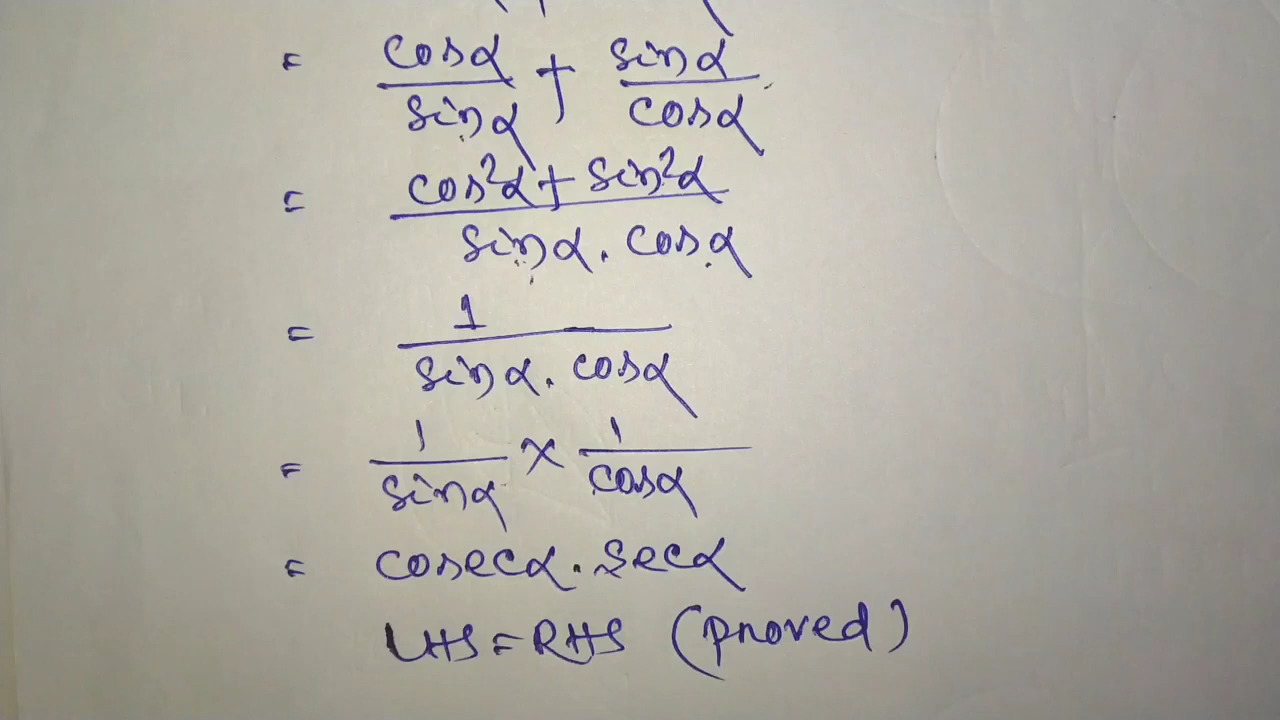 = cosα/sinα + sinα/cosα
= cos²α + sin²α / sinα . cosα
= 1 / sinα . cosα
= 1/sinα × 1/cosα
= cosecα . secα
LHS = RHS (proved)